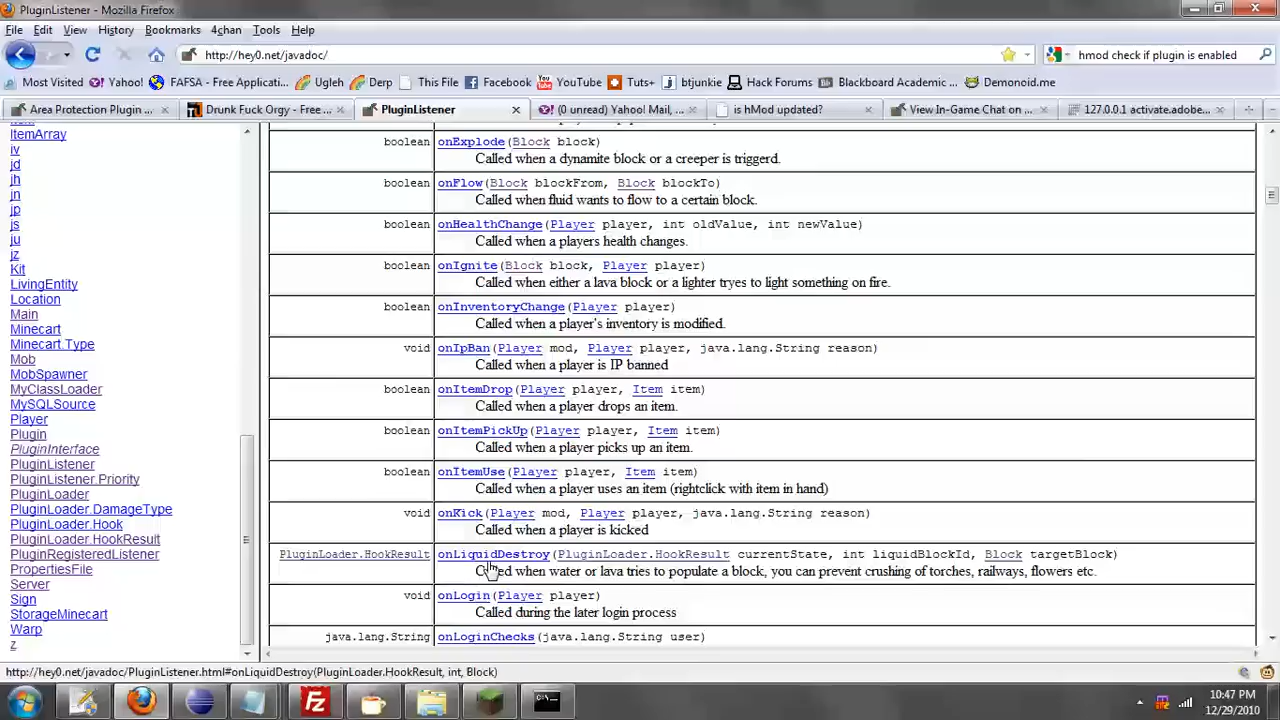 PluginListener - Mozilla Firefox
File Edit View History Bookmarks 4chan Tools Help
http://hey0.net/javadoc/ hmod check if plugin is enabled
Most Visited Yahoo! FAFSA - Free Applicati... Ugleh Derp This File Facebook YouTube Tuts+ btjunkie Hack Forums Blackboard Academic ... Demonoid.me
Area Protection Plugin ... Drunk Fuck Orgy - Free ... PluginListener (0 unread) Yahoo! Mail, ... is hMod updated? View In-Game Chat on ... 127.0.0.1 activate.adobe...
ItemArray
iv
jd
jh
jn
jp
js
ju
jz
Kit
LivingEntity
Location
Main
Minecart
Minecart.Type
Mob
MobSpawner
MyClassLoader
MySQLSource
Player
Plugin
PluginInterface
PluginListener
PluginListener.Priority
PluginLoader
PluginLoader.DamageType
PluginLoader.Hook
PluginLoader.HookResult
PluginRegisteredListener
PropertiesFile
Server
Sign
StorageMinecart
Warp
z
boolean onExplode(Block block)
Called when a dynamite block or a creeper is triggerd.
boolean onFlow(Block blockFrom, Block blockTo)
Called when fluid wants to flow to a certain block.
boolean onHealthChange(Player player, int oldValue, int newValue)
Called when a players health changes.
boolean onIgnite(Block block, Player player)
Called when either a lava block or a lighter tryes to light something on fire.
boolean onInventoryChange(Player player)
Called when a player's inventory is modified.
void onIpBan(Player mod, Player player, java.lang.String reason)
Called when a player is IP banned
boolean onItemDrop(Player player, Item item)
Called when a player drops an item.
boolean onItemPickUp(Player player, Item item)
Called when a player picks up an item.
boolean onItemUse(Player player, Item item)
Called when a player uses an item (rightclick with item in hand)
void onKick(Player mod, Player player, java.lang.String reason)
Called when a player is kicked
PluginLoader.HookResult onLiquidDestroy(PluginLoader.HookResult currentState, int liquidBlockId, Block targetBlock)
Called when water or lava tries to populate a block, you can prevent crushing of torches, railways, flowers etc.
void onLogin(Player player)
Called during the later login process
java.lang.String onLoginChecks(java.lang.String user)
http://hey0.net/javadoc/PluginListener.html#onLiquidDestroy(PluginLoader.HookResult, int, Block)
10:47 PM
12/29/2010